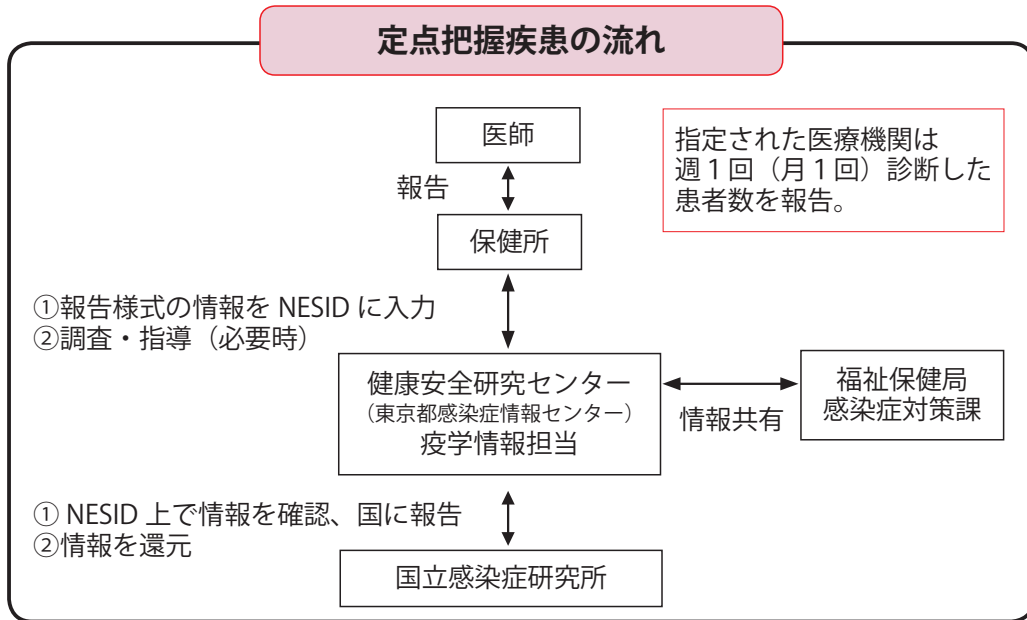 定点把握疾患の流れ
医師
指定された医療機関は
週1回（月1回）診断した
患者数を報告。
報告
保健所
①報告様式の情報を NESID に入力
②調査・指導（必要時）
健康安全研究センター
（東京都感染症情報センター）
疫学情報担当
福祉保健局
感染症対策課
情報共有
① NESID 上で情報を確認、国に報告
②情報を還元
国立感染症研究所